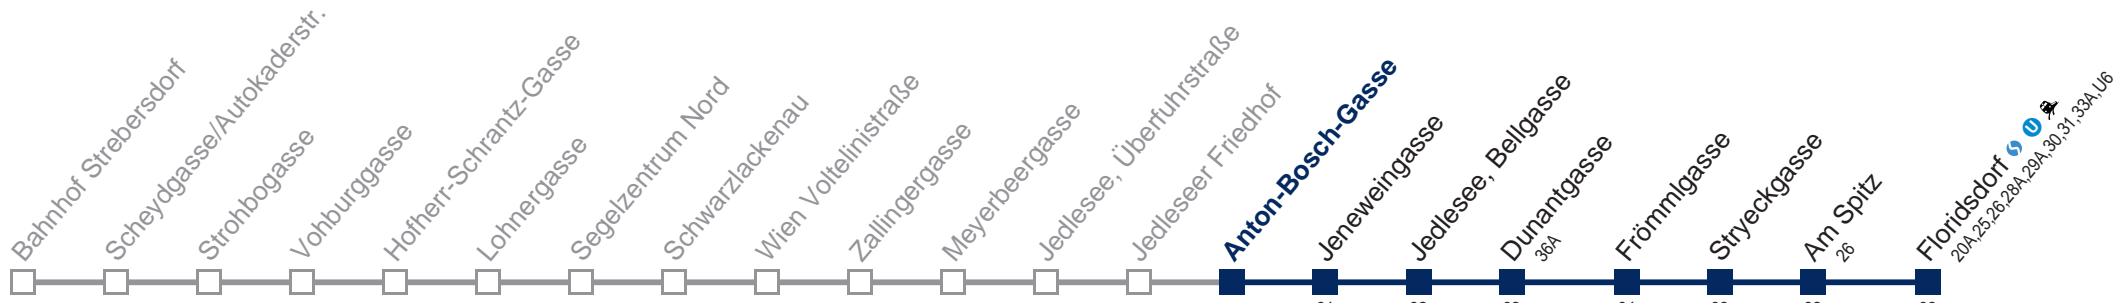 Bahnhof Strebersdorf
Scheydgasse/Autokaderstr.
Strohbogasse
Vohburggasse
Hofherr-Schrantz-Gasse
Lohnergasse
Segelzentrum Nord
Schwarzlackenau
Wien Voltelinistraße
Zallingergasse
Meyerbeergasse
Jedlesee, Überfuhrstraße
Jedleseer Friedhof
Anton-Bosch-Gasse
Jeneweingasse
Jedlesee, Bellgasse
Dunantgasse
36A
Frömmlgasse
Stryeckgasse
Am Spitz
26
Floridsdorf S U
20A,25,26,28A,29A,30,31,33A,U6